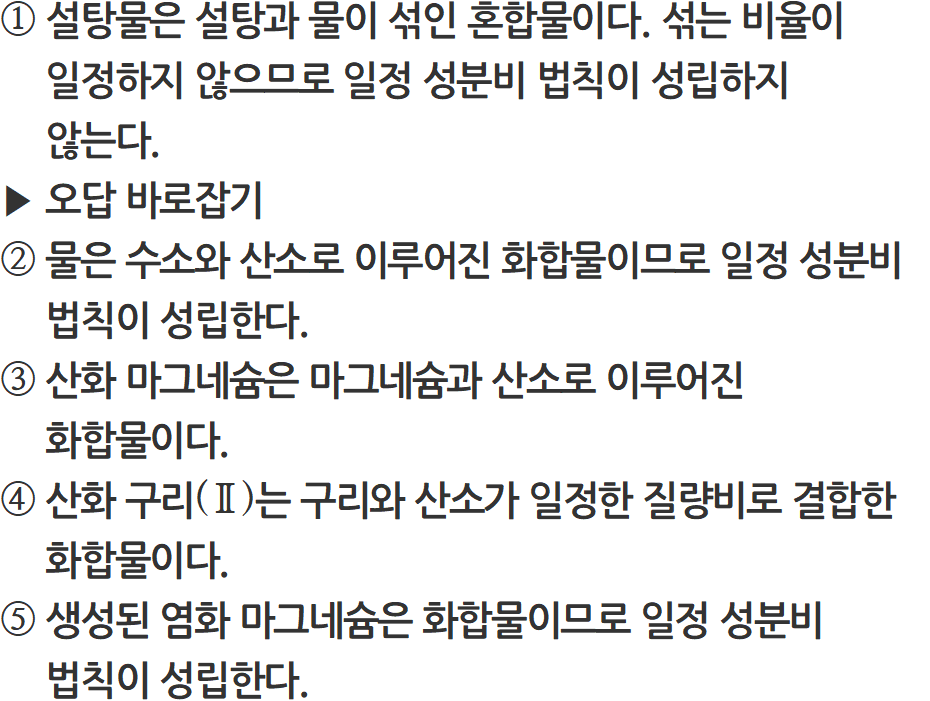 ① 설탕물은 설탕과 물이 섞인 혼합물이다. 섞는 비율이
일정하지 않으므로 일정 성분비 법칙이 성립하지
않는다.
▶ 오답 바로잡기
② 물은 수소와 산소로 이루어진 화합물이므로 일정 성분비
법칙이 성립한다.
③ 산화 마그네슘은 마그네슘과 산소로 이루어진
화합물이다.
④ 산화 구리(Ⅱ)는 구리와 산소가 일정한 질량비로 결합한
화합물이다.
⑤ 생성된 염화 마그네슘은 화합물이므로 일정 성분비
법칙이 성립한다.